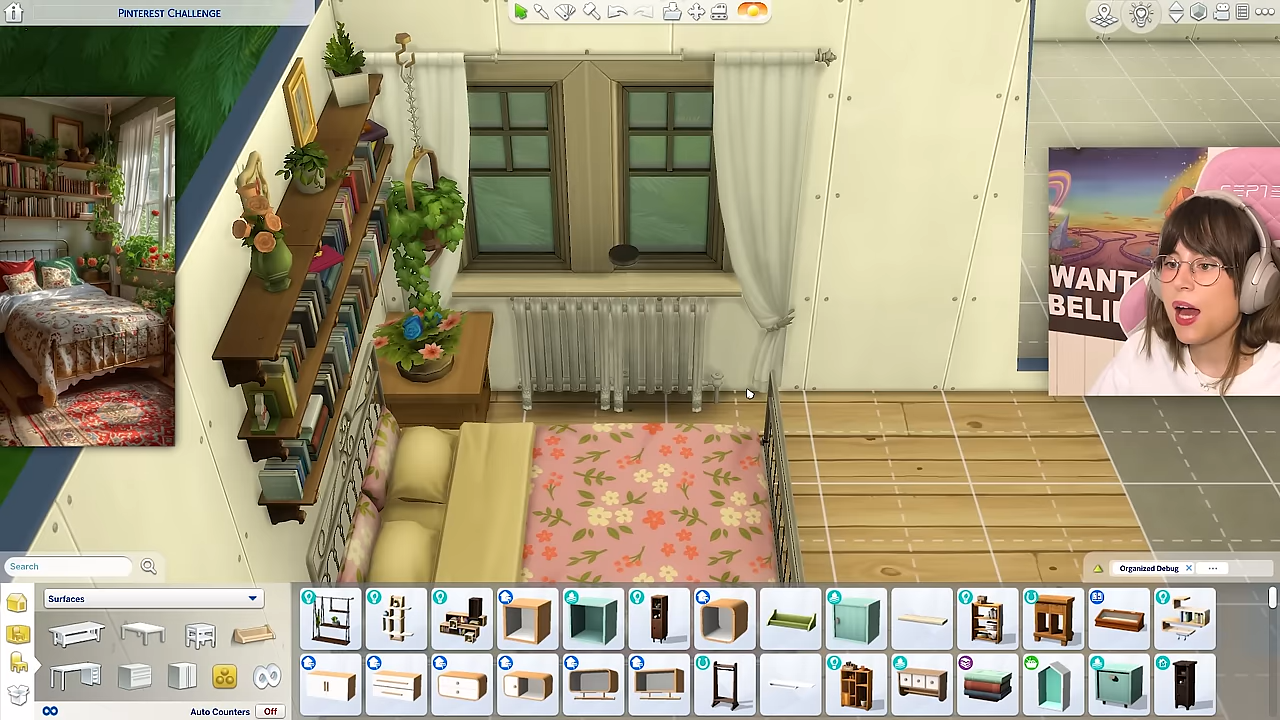 PINTEREST CHALLENGE
WANT
BELI
Search
Organized Debug
Surfaces
Auto Counters
Off